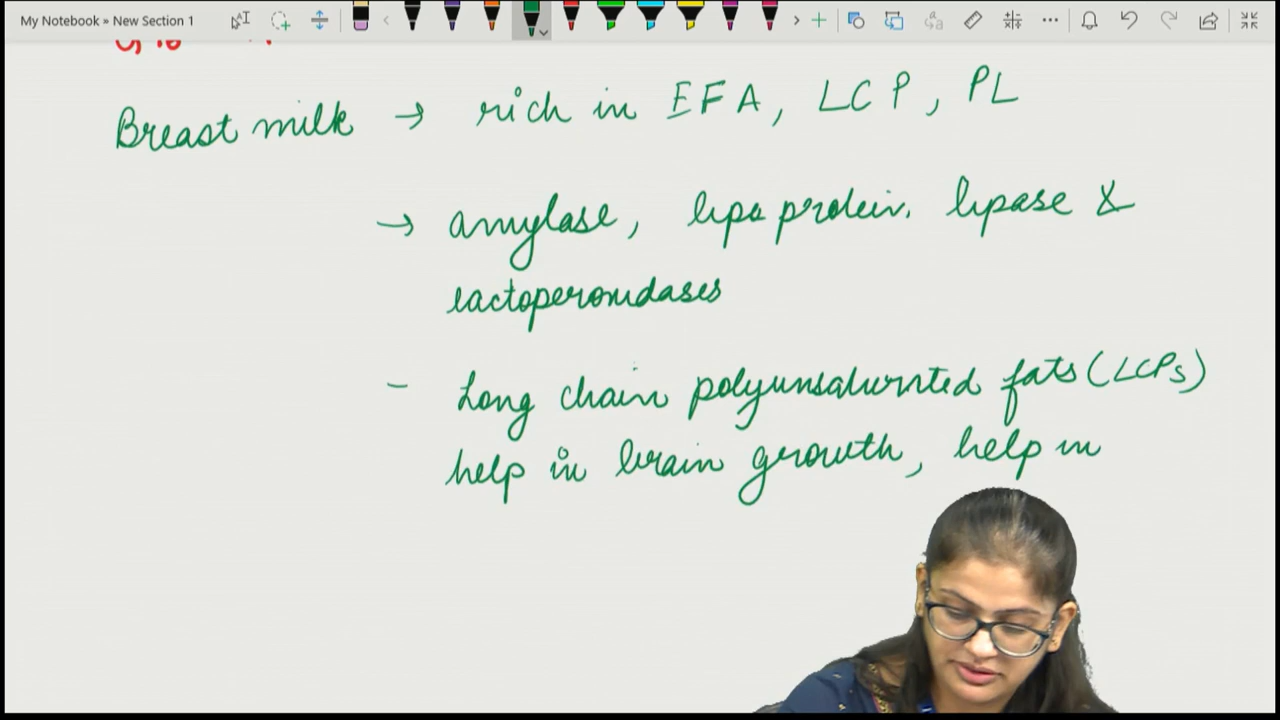 My Notebook » New Section 1
Breast milk → rich in EFA, LCP, PL
→ amylase, lipoprotein. lipase &
lactoperoxidases
- Long chain polyunsaturated fats (LCPs)
help in brain growth, help in